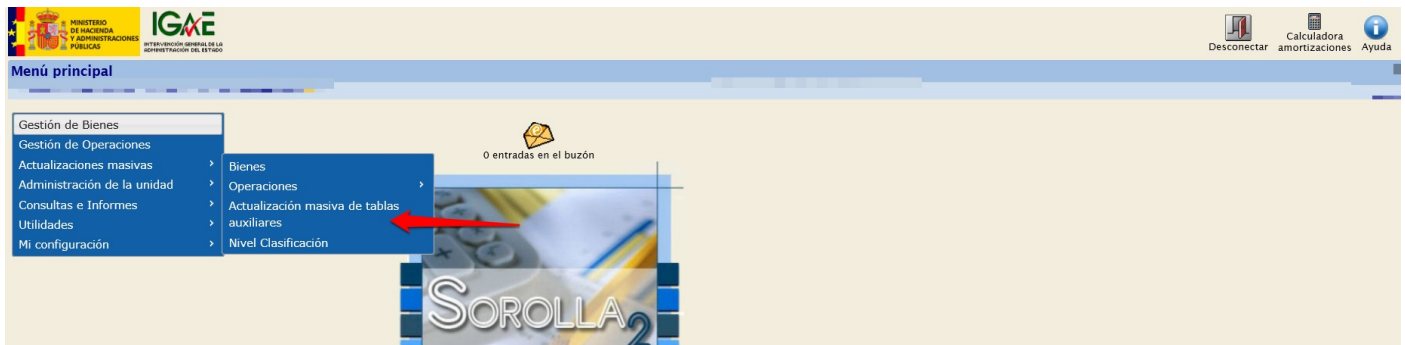 MINISTERIO
DE HACIENDA
Y ADMINISTRACIONES
PÚBLICAS
IGAE
INTERVENCIÓN GENERAL DE LA
ADMINISTRACIÓN DEL ESTADO
Desconectar
Calculadora
amortizaciones
Ayuda
Menú principal
Gestión de Bienes
Gestión de Operaciones
Actualizaciones masivas
Administración de la unidad
Consultas e Informes
Utilidades
Mi configuración
Bienes
Operaciones
Actualización masiva de tablas
auxiliares
Nivel Clasificación
0 entradas en el buzón
SOROLLA2